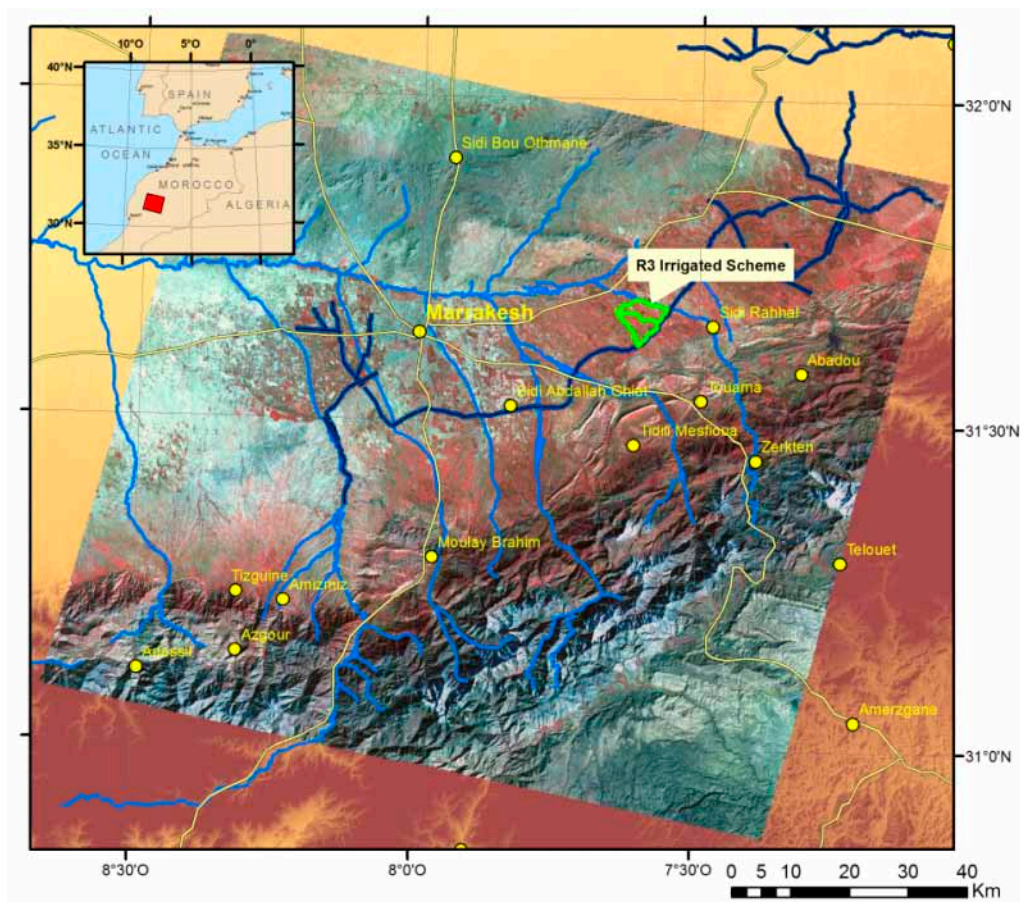 10°O 5°O 0°
40°N
35°N
30°N
SPAIN
ATLANTIC
OCEAN
MOROCCO
ALGERIA
32°0'N
31°30'N
31°0'N
Sidi Bou Othmane
R3 Irrigated Scheme
Marrakesh
Sidi Rahhal
Abadou
Sidi Abdallah Ghiat
Touama
Tidili Mesfioua
Zerkten
Moulay Brahim
Telouet
Tizguine
Amizmiz
Azgour
Adassil
Amerzgane
8°30'O 8°0'O 7°30'O
0 5 10 20 30 40
Km